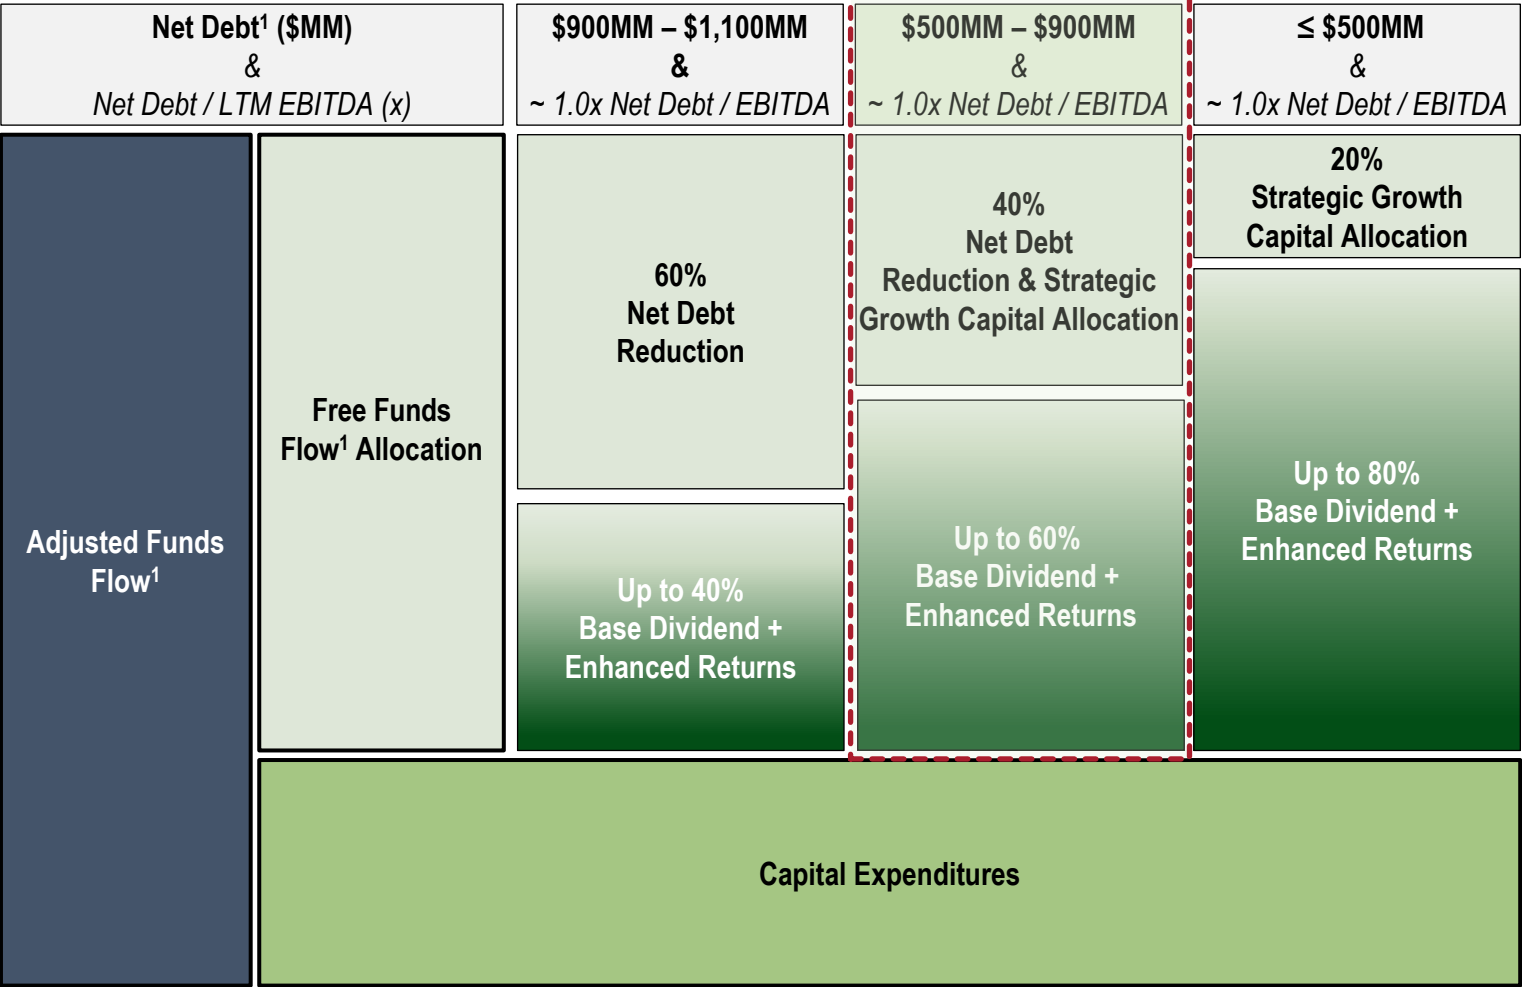 Net Debt¹ ($MM)
&
Net Debt / LTM EBITDA (x)
$900MM – $1,100MM
&
~ 1.0x Net Debt / EBITDA
$500MM – $900MM
&
~ 1.0x Net Debt / EBITDA
≤ $500MM
&
~ 1.0x Net Debt / EBITDA
Adjusted Funds
Flow¹
Free Funds
Flow¹ Allocation
60%
Net Debt
Reduction
Up to 40%
Base Dividend +
Enhanced Returns
40%
Net Debt
Reduction & Strategic
Growth Capital Allocation
Up to 60%
Base Dividend +
Enhanced Returns
20%
Strategic Growth
Capital Allocation
Up to 80%
Base Dividend +
Enhanced Returns
Capital Expenditures